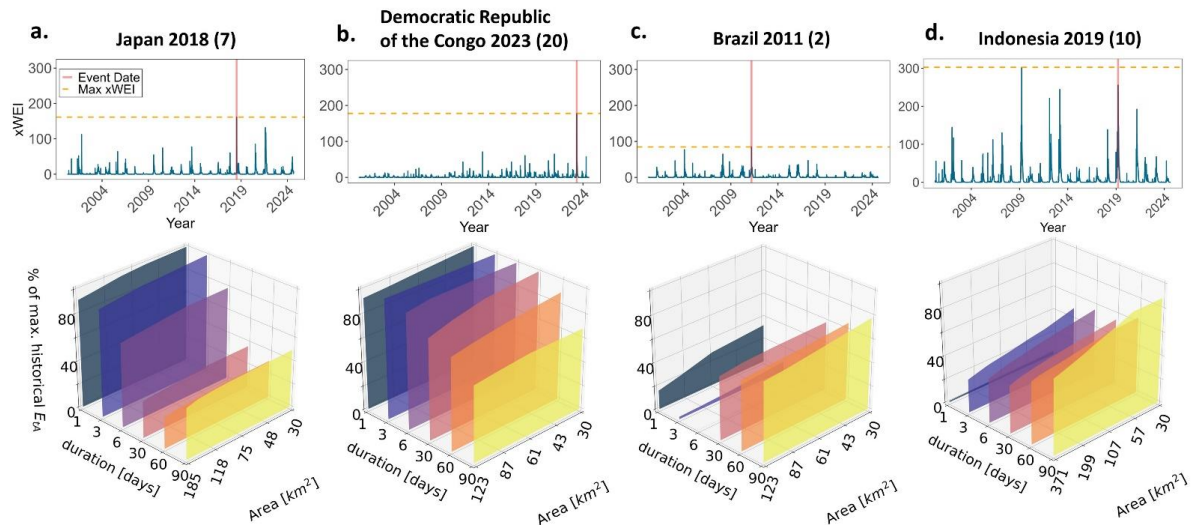 a.
Japan 2018 (7)
b.
Democratic Republic
of the Congo 2023 (20)
c.
Brazil 2011 (2)
d.
Indonesia 2019 (10)
300
200
100
0
xWEI
Event Date
Max xWEI
2004 2009 2014 2019 2024
Year
300
200
100
0
2004 2009 2014 2019 2024
Year
300
200
100
0
2004 2009 2014 2019 2024
Year
300
200
100
0
2004 2009 2014 2019 2024
Year
% of max. historical EtA
80
40
0
1 3 6 30 60 90
duration [days]
185 118 75 48 30
Area [km²]
80
40
0
1 3 6 30 60 90
duration [days]
123 87 61 43 30
Area [km²]
80
40
0
1 3 6 30 60 90
duration [days]
123 87 61 43 30
Area [km²]
80
40
0
1 3 6 30 60 90
duration [days]
371 199 107 57 30
Area [km²]